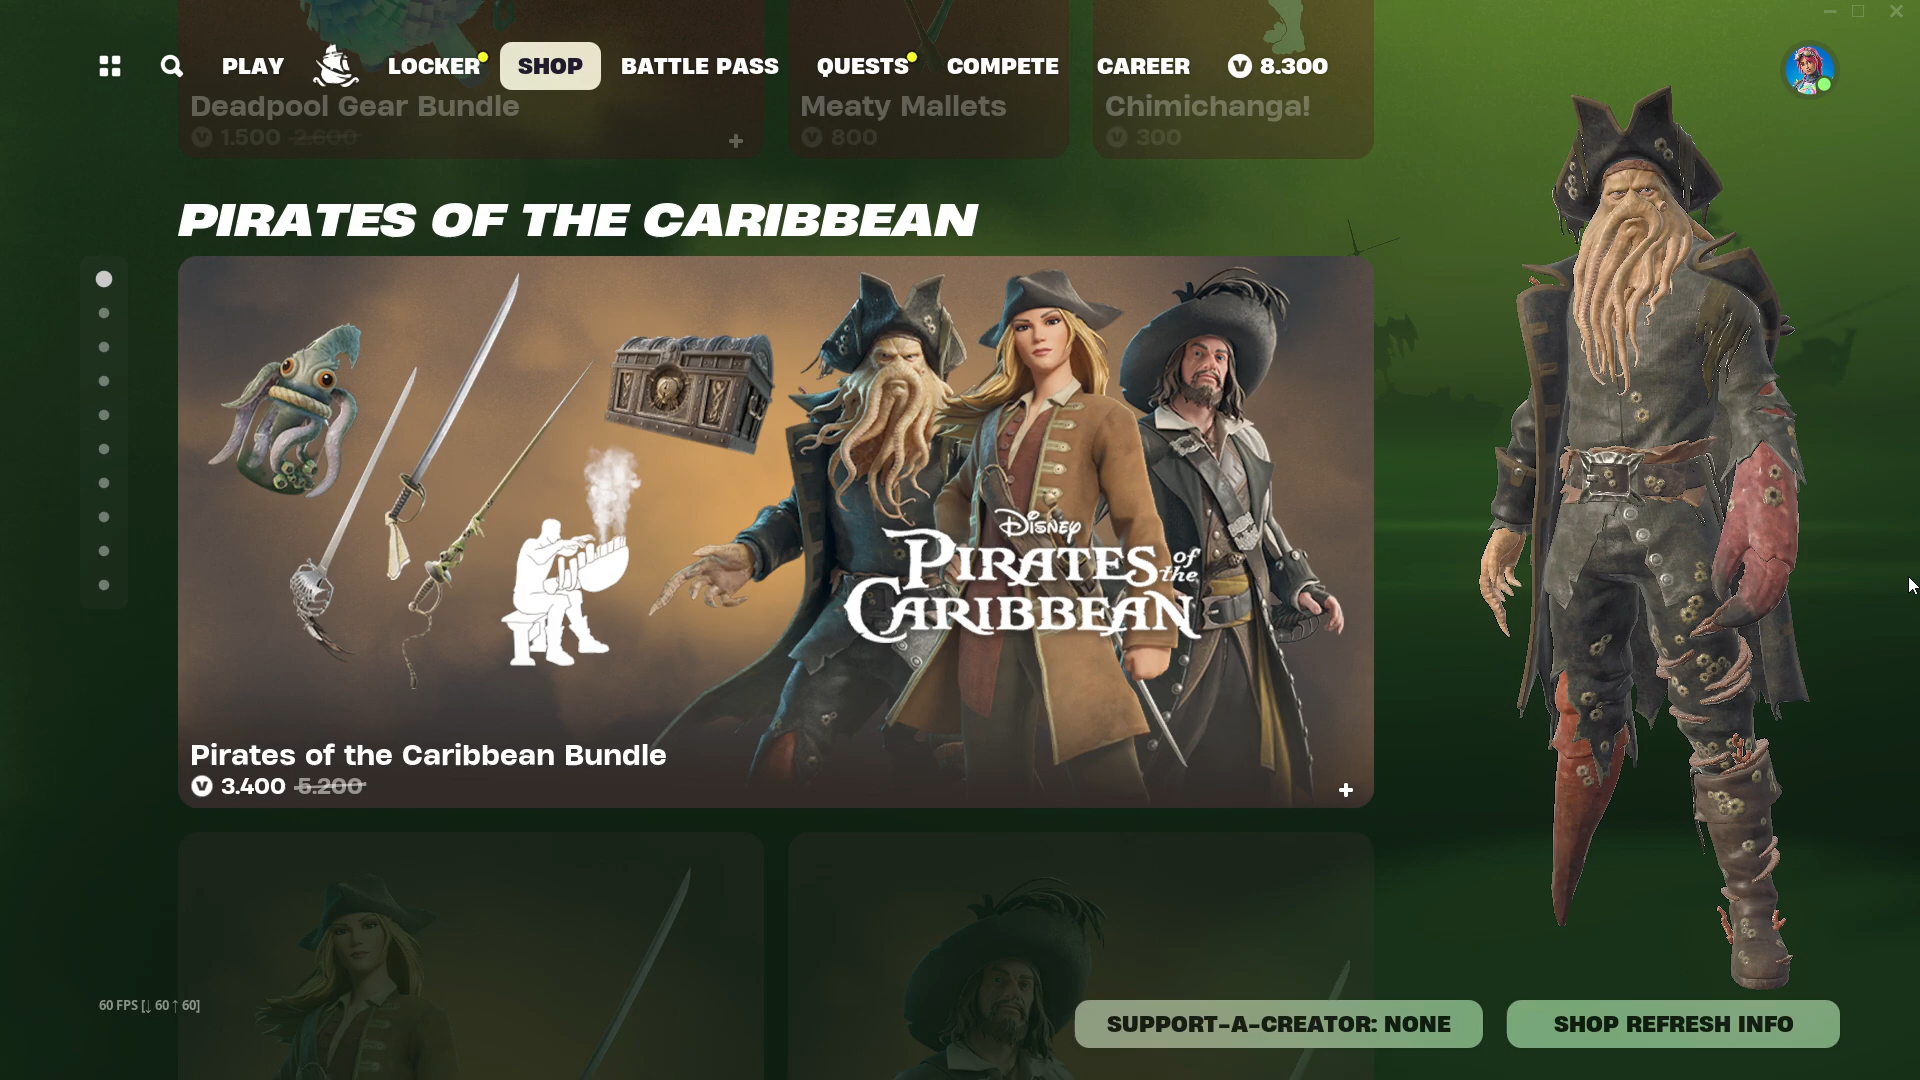 PLAY LOCKER SHOP BATTLE PASS QUESTS COMPETE CAREER V 8.300
Deadpool Gear Bundle
V 1.500 2.600
+
Meaty Mallets
V 800
Chimichanga!
V 300
PIRATES OF THE CARIBBEAN
Disney
PIRATES of the
CARIBBEAN
Pirates of the Caribbean Bundle
V 3.400 5.200
+
60 FPS [↓ 60 ↑ 60]
SUPPORT-A-CREATOR: NONE
SHOP REFRESH INFO